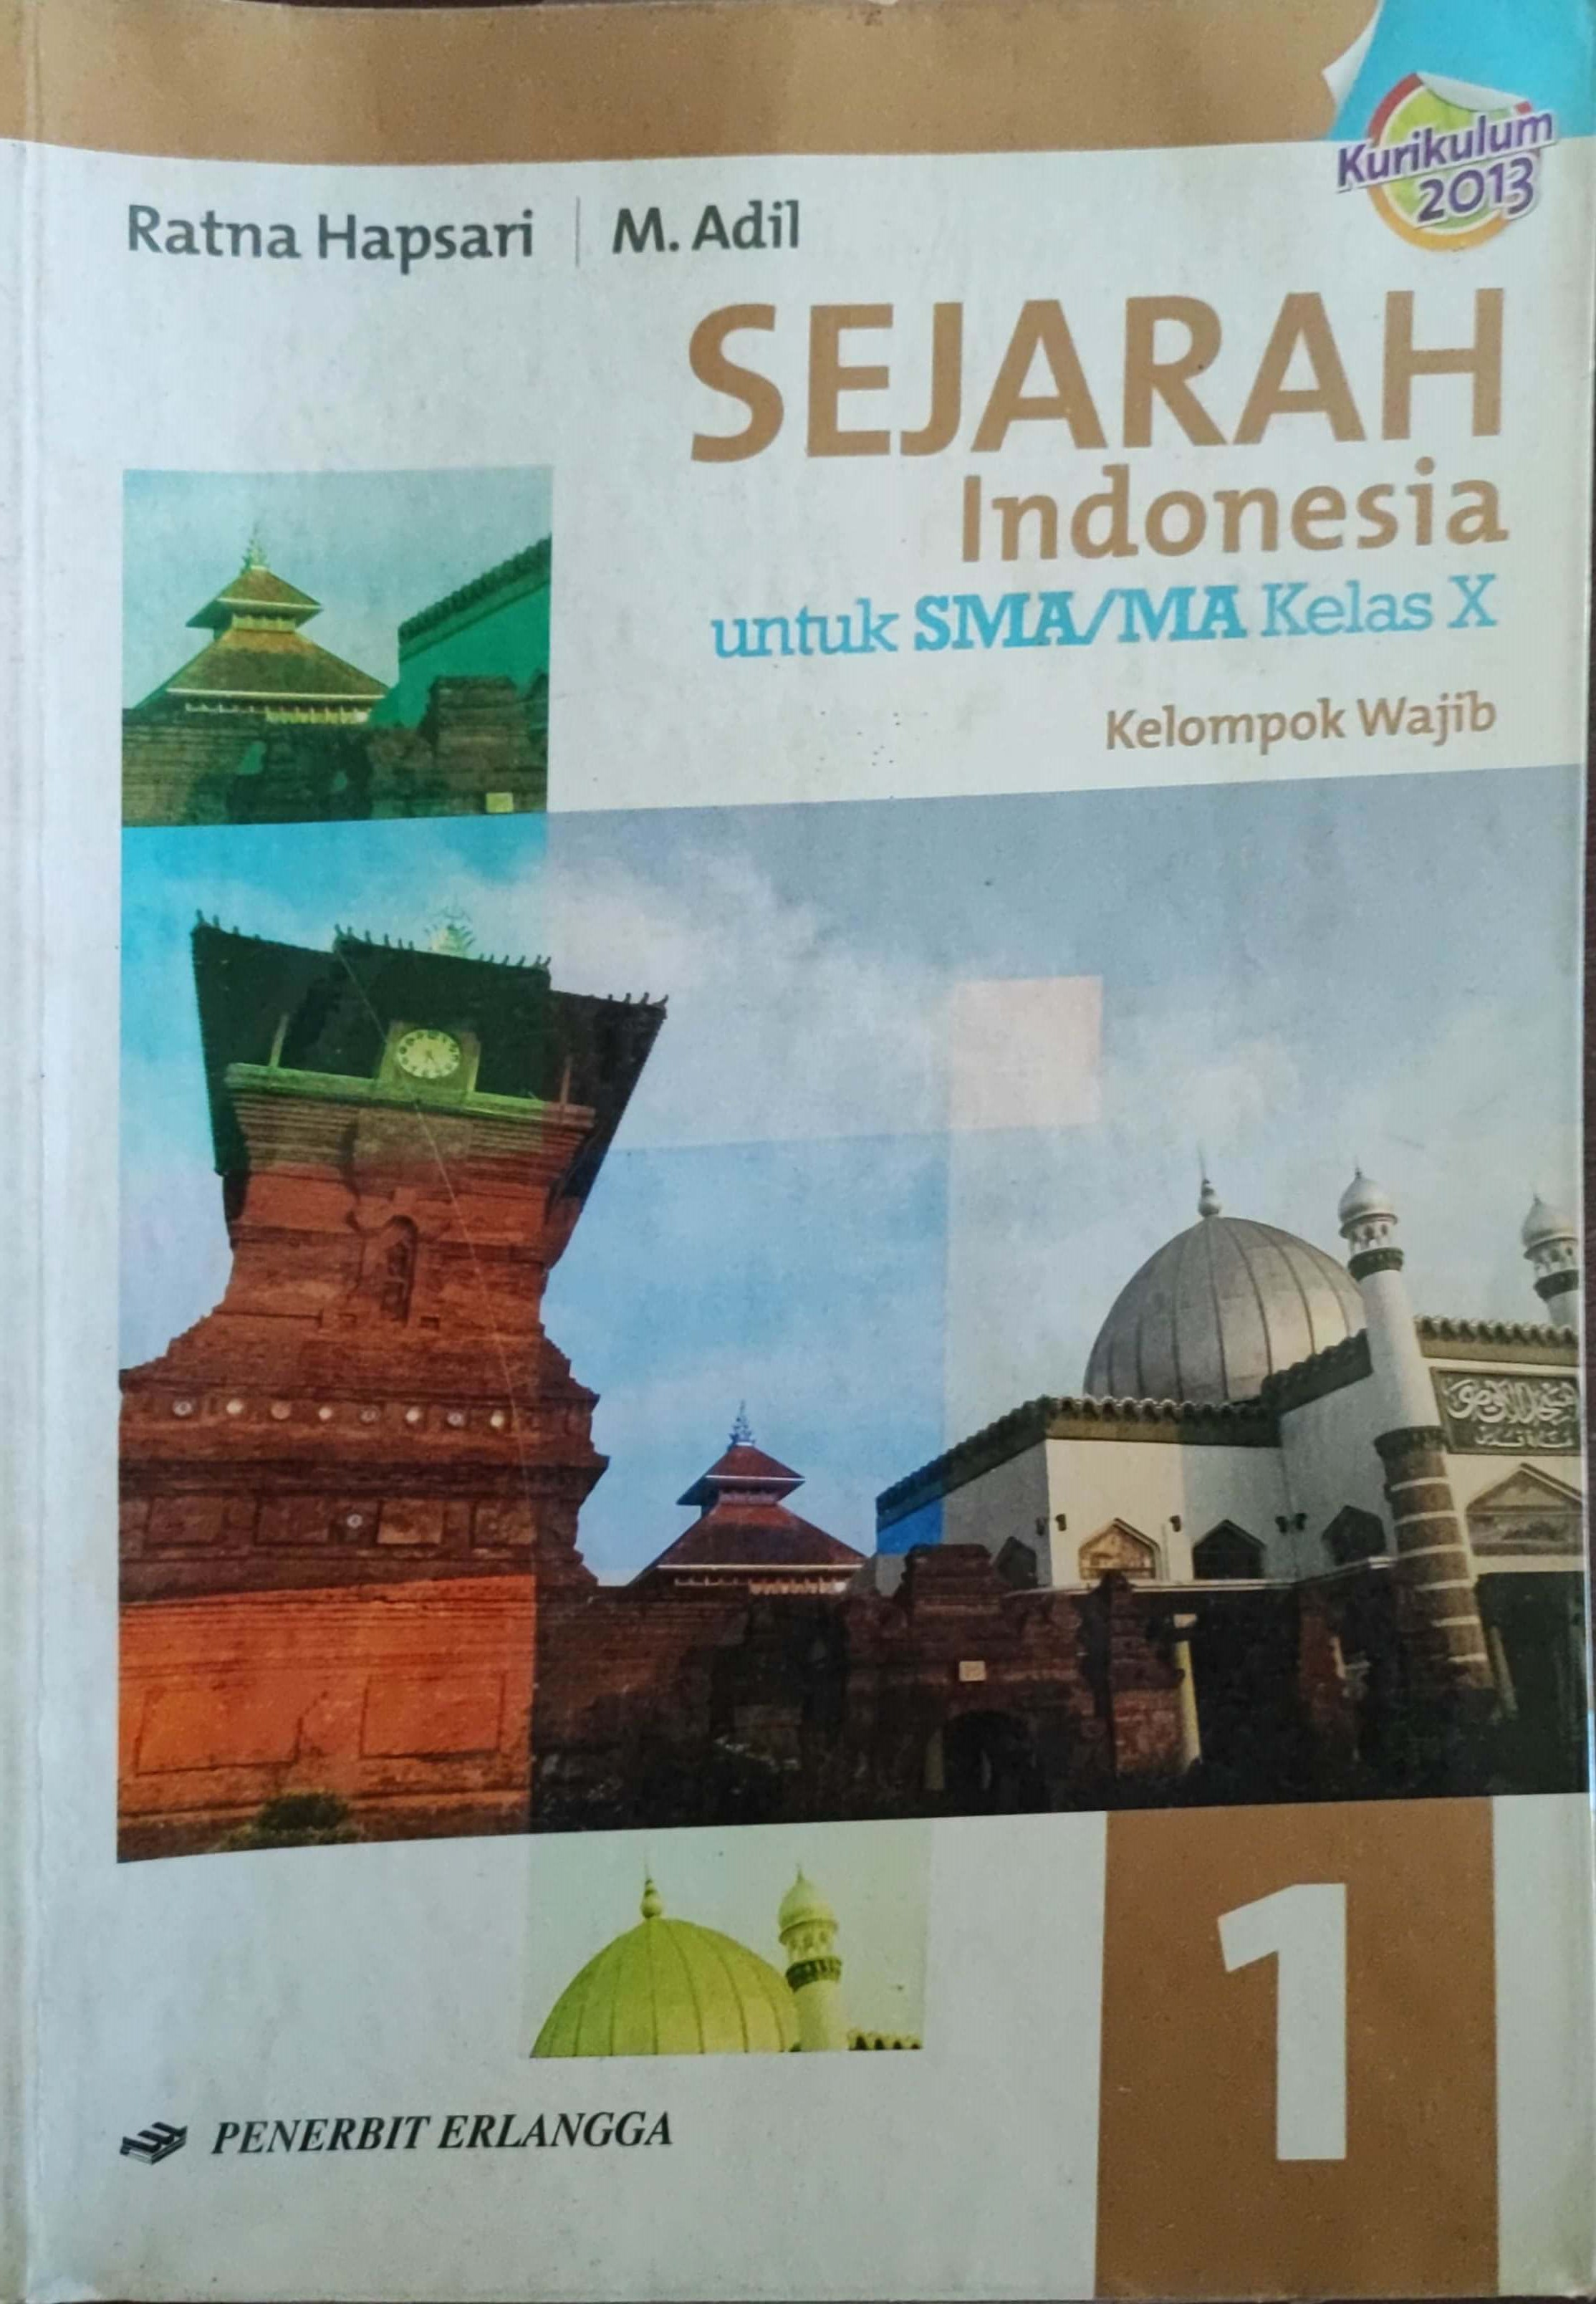 Kurikulum
2013
Ratna Hapsari | M. Adil
SEJARAH
Indonesia
untuk SMA/MA Kelas X
Kelompok Wajib
PENERBIT ERLANGGA
1